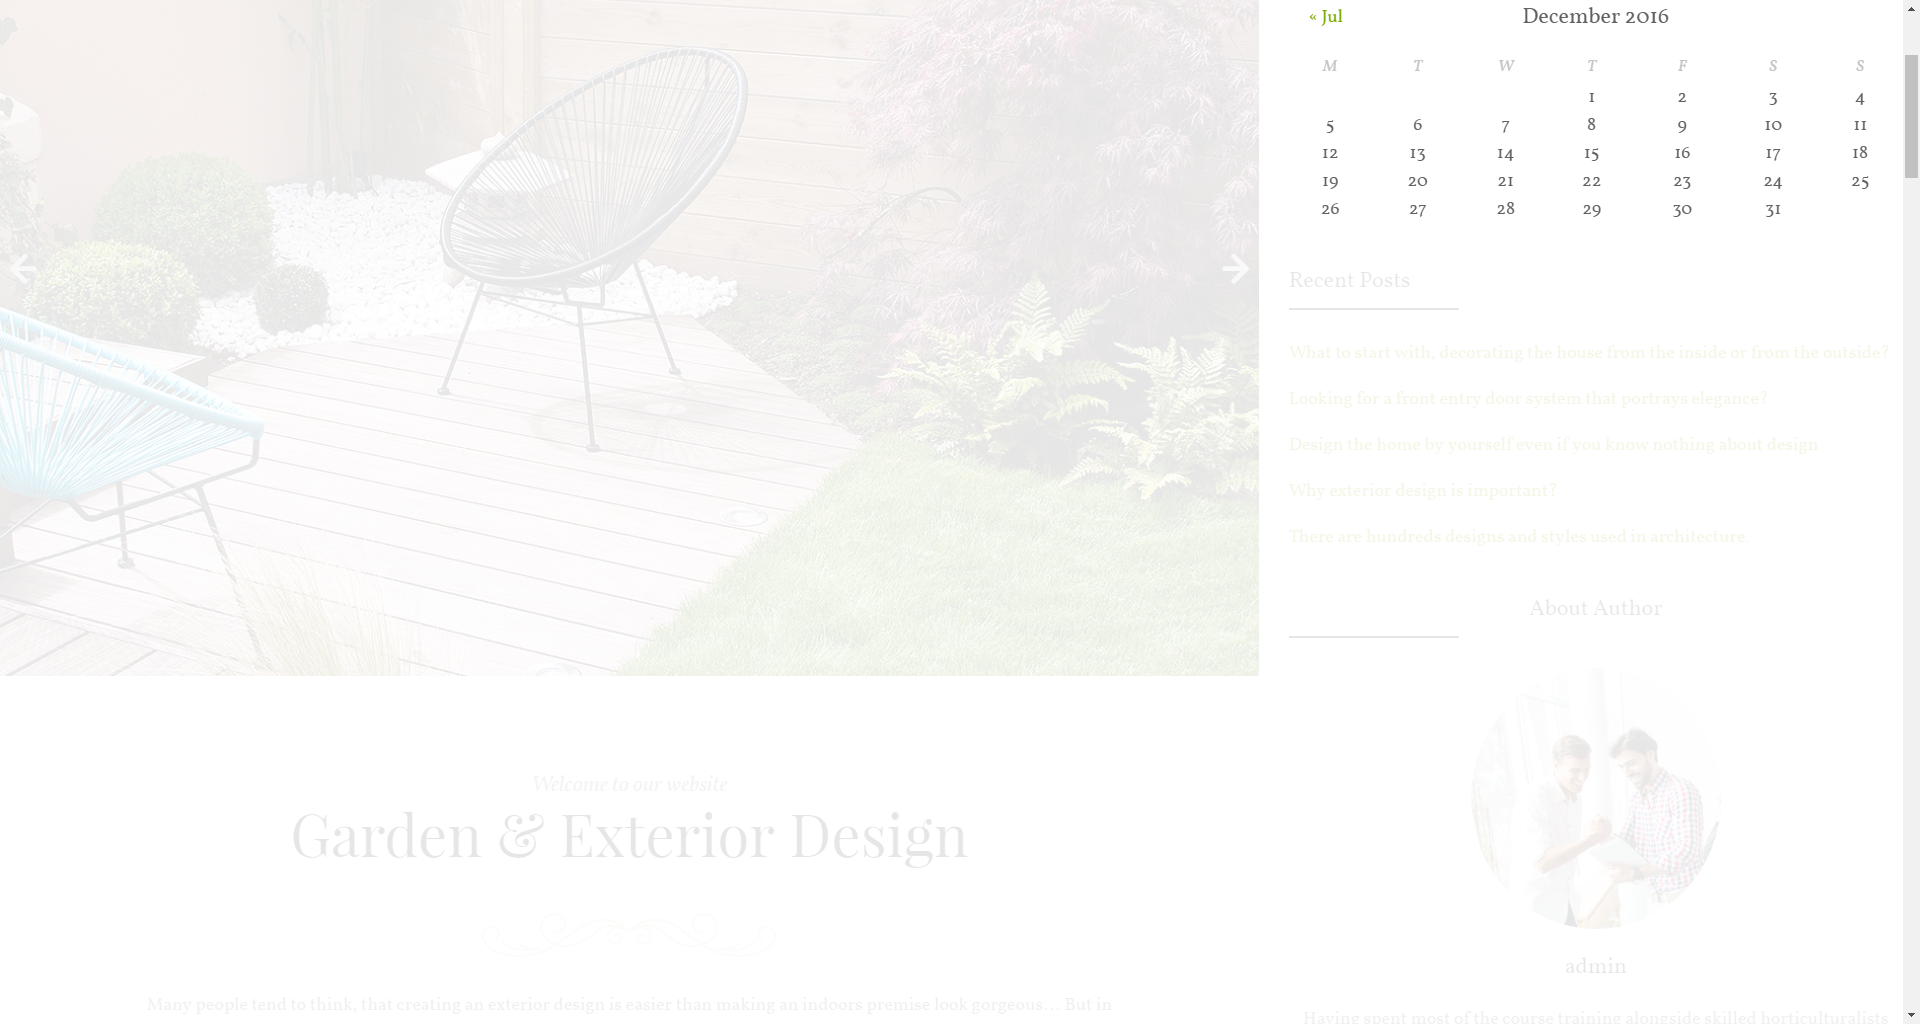 « Jul December 2016
M T W T F S S
1 2 3 4
5 6 7 8 9 10 11
12 13 14 15 16 17 18
19 20 21 22 23 24 25
26 27 28 29 30 31
Recent Posts
What to start with, decorating the house from the inside or from the outside?
Looking for a front entry door system that portrays elegance?
Design the home by yourself even if you know nothing about design
Why exterior design is important?
There are hundreds designs and styles used in architecture.
About Author
admin
Having spent most of the course training alongside skilled horticulturalists
Welcome to our website
Garden & Exterior Design
Many people tend to think, that creating an exterior design is easier than making an indoors premise look gorgeous… But in